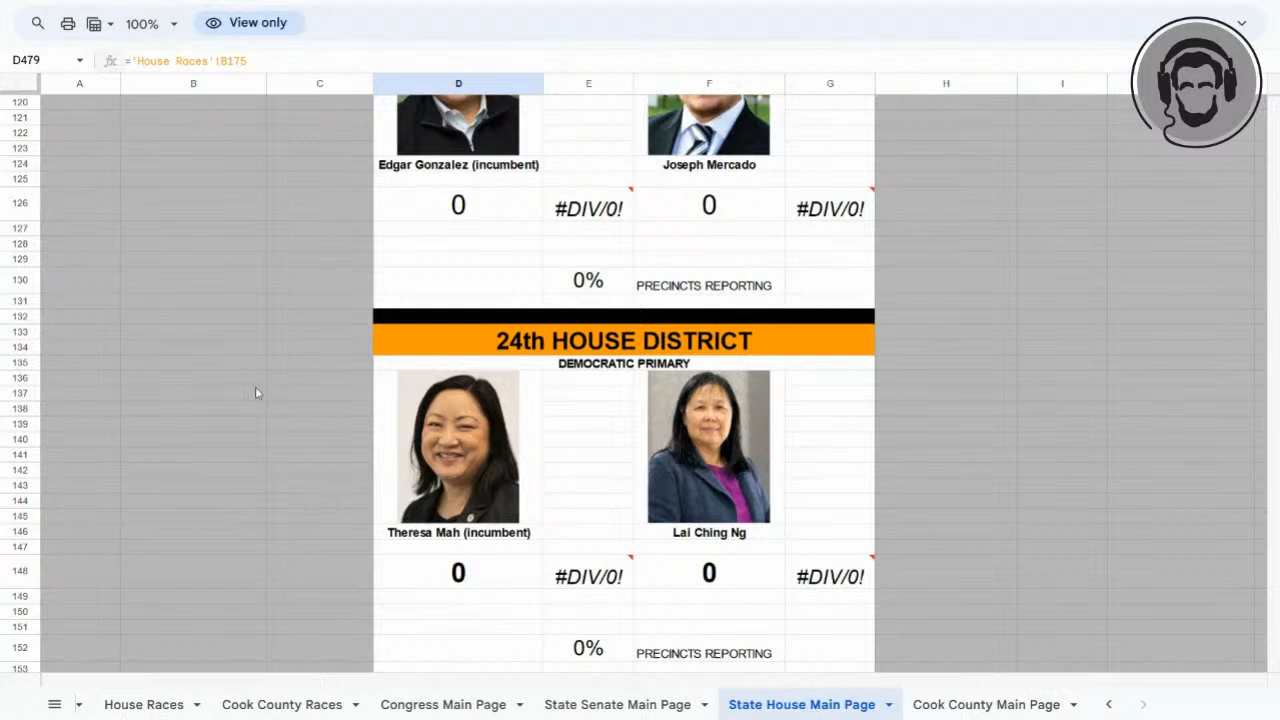 100% View only
D479 fx ='House Races'!B175
A B C D E F G H I
120
121
122
123
124 Edgar Gonzalez (incumbent) Joseph Mercado
125
126 0 #DIV/0! 0 #DIV/0!
127
128
129
130 0% PRECINCTS REPORTING
131
132
133 24th HOUSE DISTRICT
134
135 DEMOCRATIC PRIMARY
136
137
138
139
140
141
142
143
144
145
146 Theresa Mah (incumbent) Lai Ching Ng
147
148 0 #DIV/0! 0 #DIV/0!
149
150
151
152 0% PRECINCTS REPORTING
153
House Races Cook County Races Congress Main Page State Senate Main Page State House Main Page Cook County Main Page